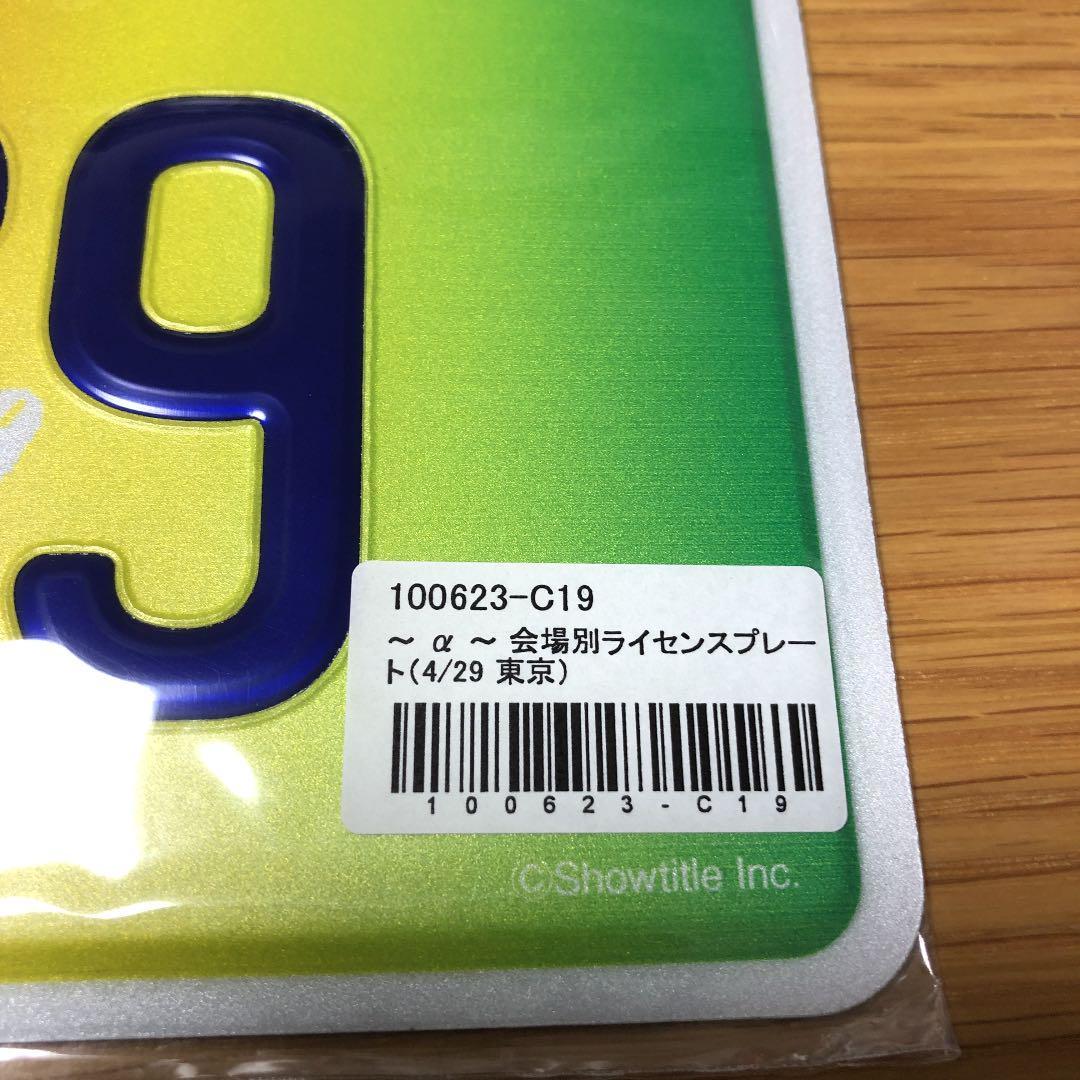 9
100623-C19
～ α ～ 会場別ライセンスプレー
ト(4/29 東京)
100623-C19
©Showtitle Inc.